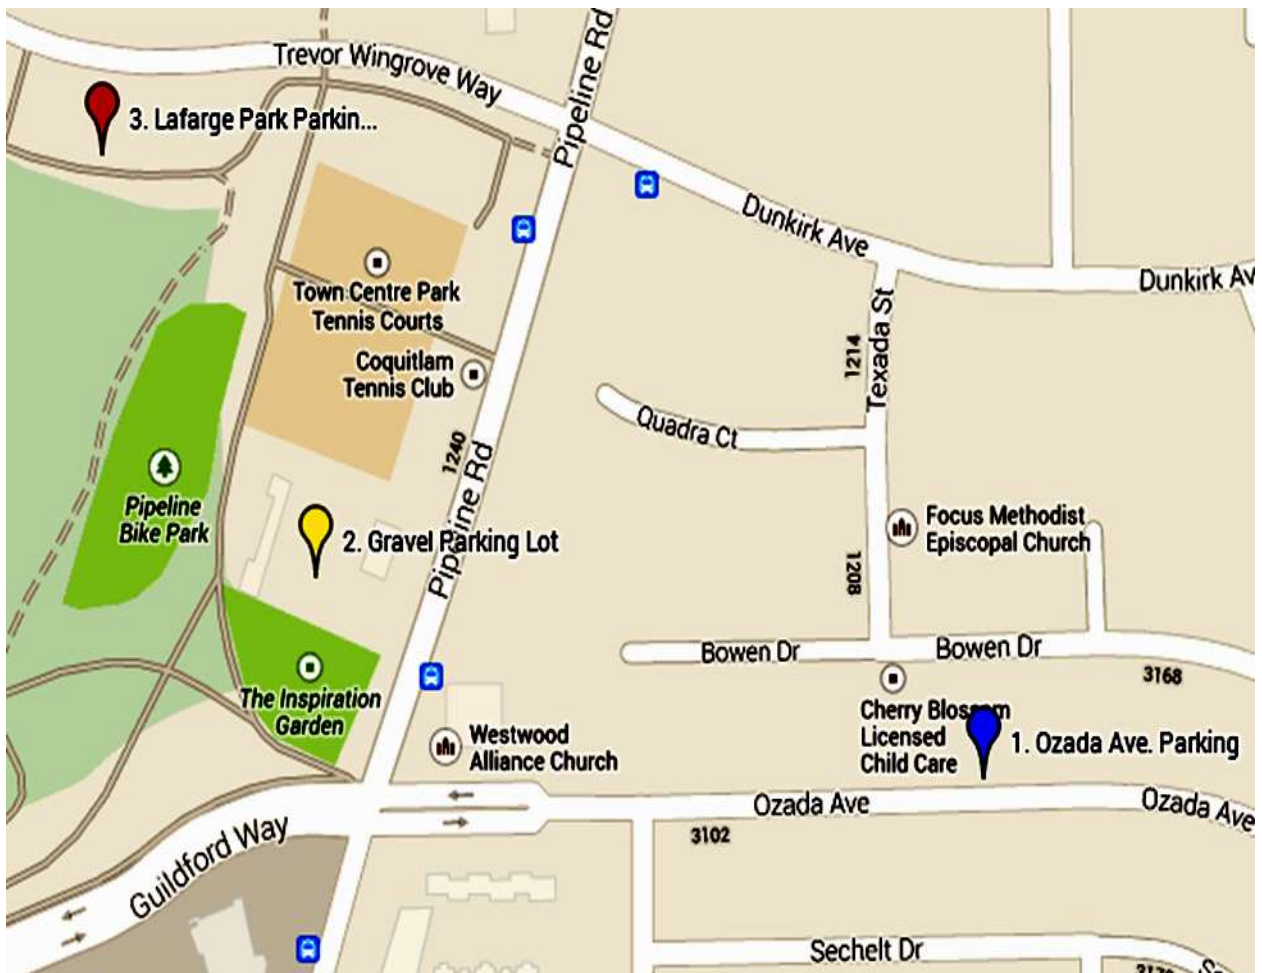 Trevor Wingrove Way
Pipeline Rd
3. Lafarge Park Parkin...
Dunkirk Ave
Dunkirk Av
Town Centre Park
Tennis Courts
Coquitlam
Tennis Club
1214
Texada St
Quadra Ct
1240
Pipeline Rd
Pipeline
Bike Park
2. Gravel Parking Lot
Focus Methodist
Episcopal Church
1208
Bowen Dr
Bowen Dr
3168
The Inspiration
Garden
Cherry Blossom
Licensed
Child Care
1. Ozada Ave. Parking
Westwood
Alliance Church
Ozada Ave
Ozada Ave
3102
Guildford Way
Sechelt Dr